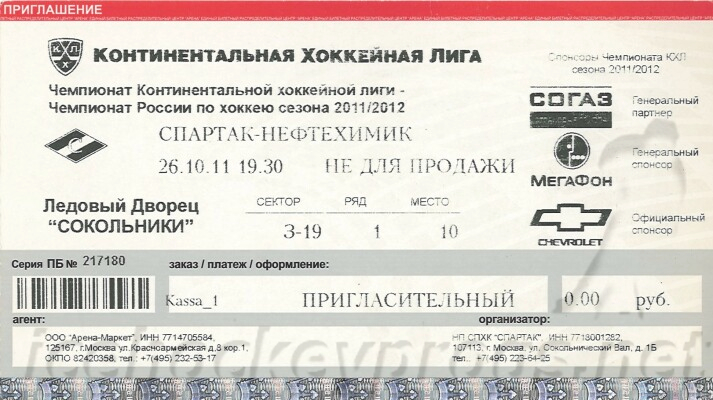 ПРИГЛАШЕНИЕ
КХЛ
КОНТИНЕНТАЛЬНАЯ ХОККЕЙНАЯ ЛИГА
Спонсоры Чемпионата КХЛ
сезона 2011/2012
Чемпионат Континентальной хоккейной лиги -
Чемпионат России по хоккею сезона 2011/2012
СОГАЗ
Генеральный
партнер
СПАРТАК-НЕФТЕХИМИК
26.10.11 19.30 НЕ ДЛЯ ПРОДАЖИ
МЕГАФОН
Генеральный
спонсор
Ледовый Дворец
"СОКОЛЬНИКИ"
СЕКТОР РЯД МЕСТО
З-19 1 10
CHEVROLET
Официальный
спонсор
Серия ПБ № 217180
заказ / платеж / оформление:
Kassa_1 ПРИГЛАСИТЕЛЬНЫЙ 0.00 руб.
агент:
организатор:
ООО "Арена-Маркет", ИНН 7714705584,
125167, г.Москва ул.Красноармейская д.8 кор.1,
ОКПО 82420358, тел.: +7(495) 232-53-17
НП СПХК "СПАРТАК", ИНН 7718001282,
107113, г. Москва, ул. Сокольнический Вал, д. 1Б
тел.: +7(495) 223-64-25